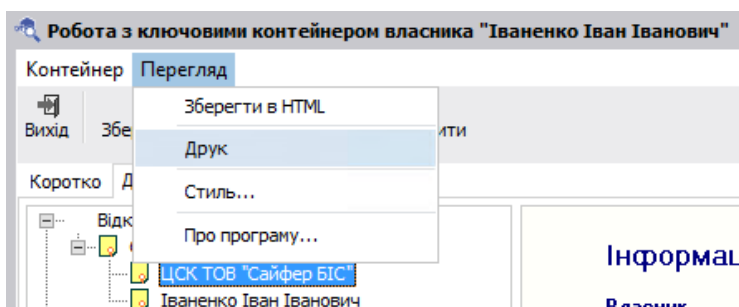 Робота з ключовими контейнером власника "Іваненко Іван Іванович"
Контейнер Перегляд
Зберегти в HTML
Вихід
Друк
Коротко
Стиль...
Про програму...
ЦСК ТОВ "Сайфер БІС"
Іваненко Іван Іванович